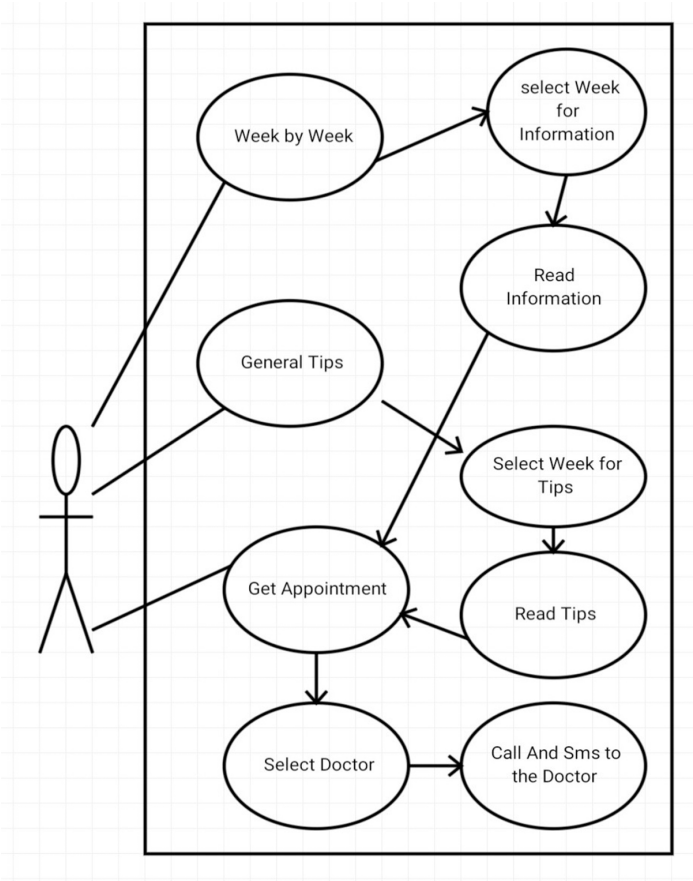 Week by Week
select Week
for
Information
Read
Information
General Tips
Select Week for
Tips
Get Appointment
Read Tips
Select Doctor
Call And Sms to
the Doctor